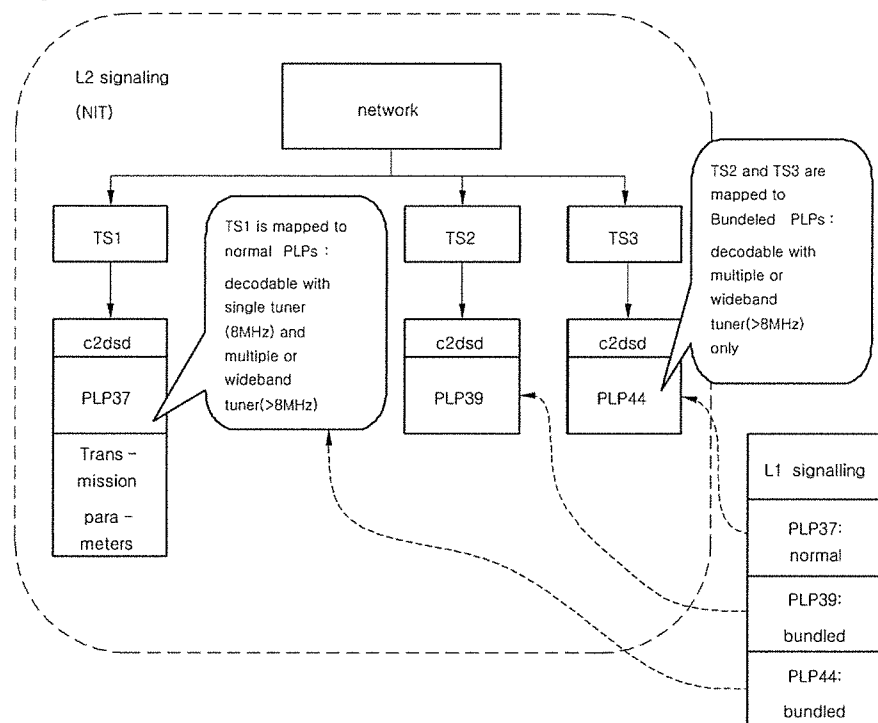 L2 signaling
(NIT)
network
TS1
TS2
TS3
TS1 is mapped to
normal PLPs :
decodable with
single tuner
(8MHz) and
multiple or
wideband
tuner(>8MHz)
TS2 and TS3 are
mapped to
Bundeled PLPs :
decodable with
multiple or
wideband
tuner(>8MHz)
only
c2dsd
PLP37
Trans -
mission
para -
meters
c2dsd
PLP39
c2dsd
PLP44
L1 signalling
PLP37:
normal
PLP39:
bundled
PLP44:
bundled